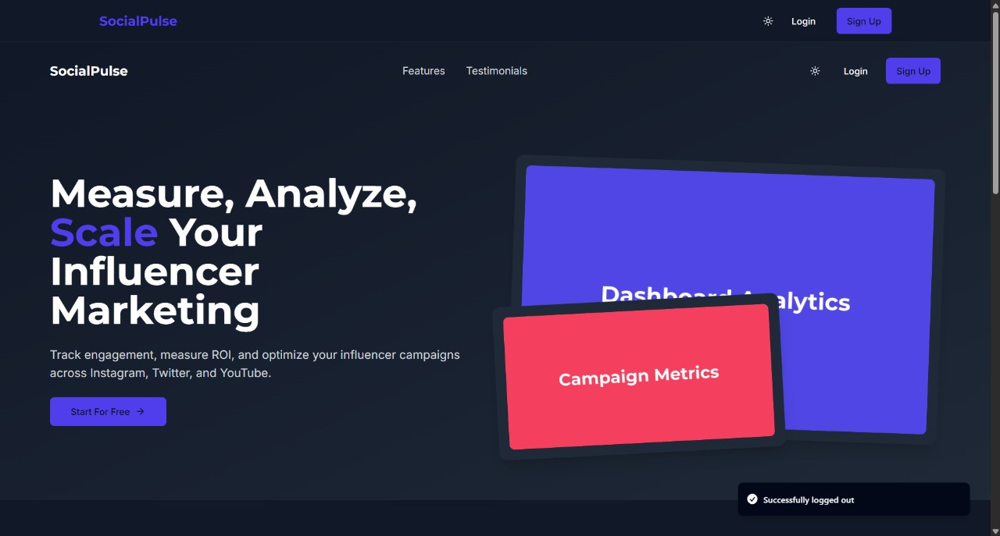 SocialPulse
Login
Sign Up
SocialPulse
Features
Testimonials
Login
Sign Up
Measure, Analyze,
Scale Your
Influencer
Marketing
Track engagement, measure ROI, and optimize your influencer campaigns
across Instagram, Twitter, and YouTube.
Start For Free →
Dashboard Analytics
Campaign Metrics
Successfully logged out